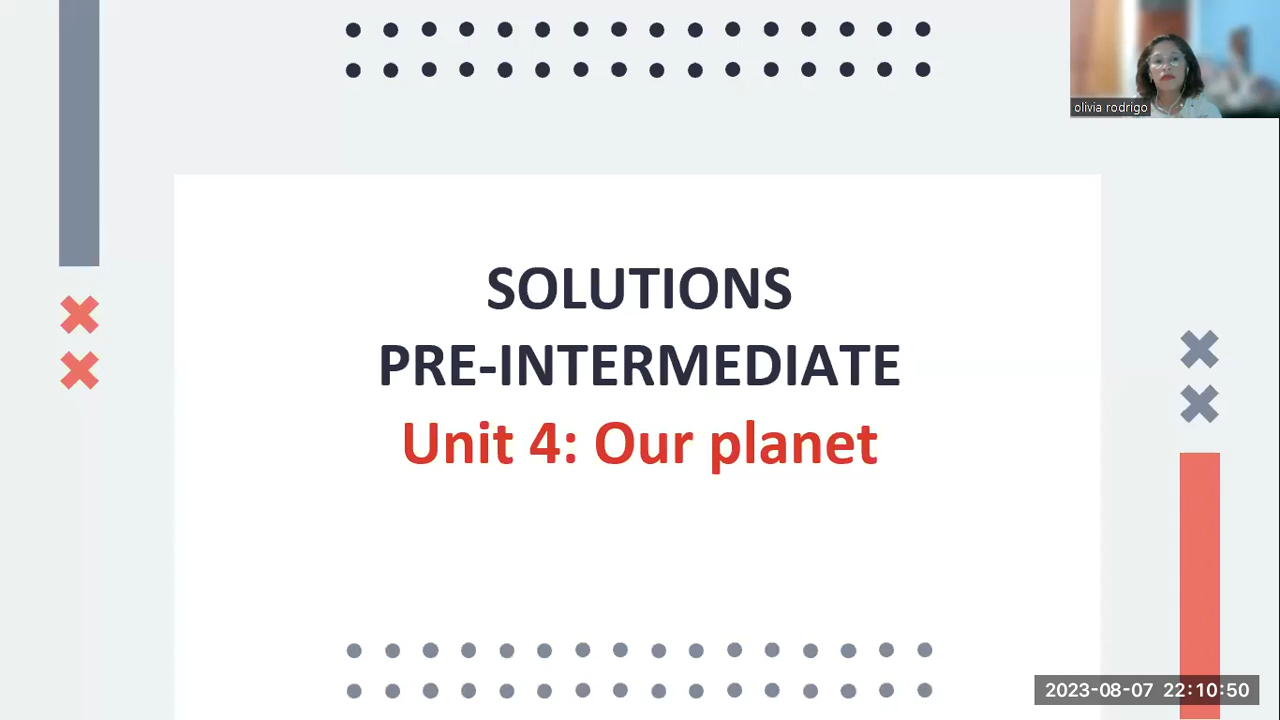 olivia rodrigo
SOLUTIONS
PRE-INTERMEDIATE
Unit 4: Our planet
2023-08-07 22:10:50